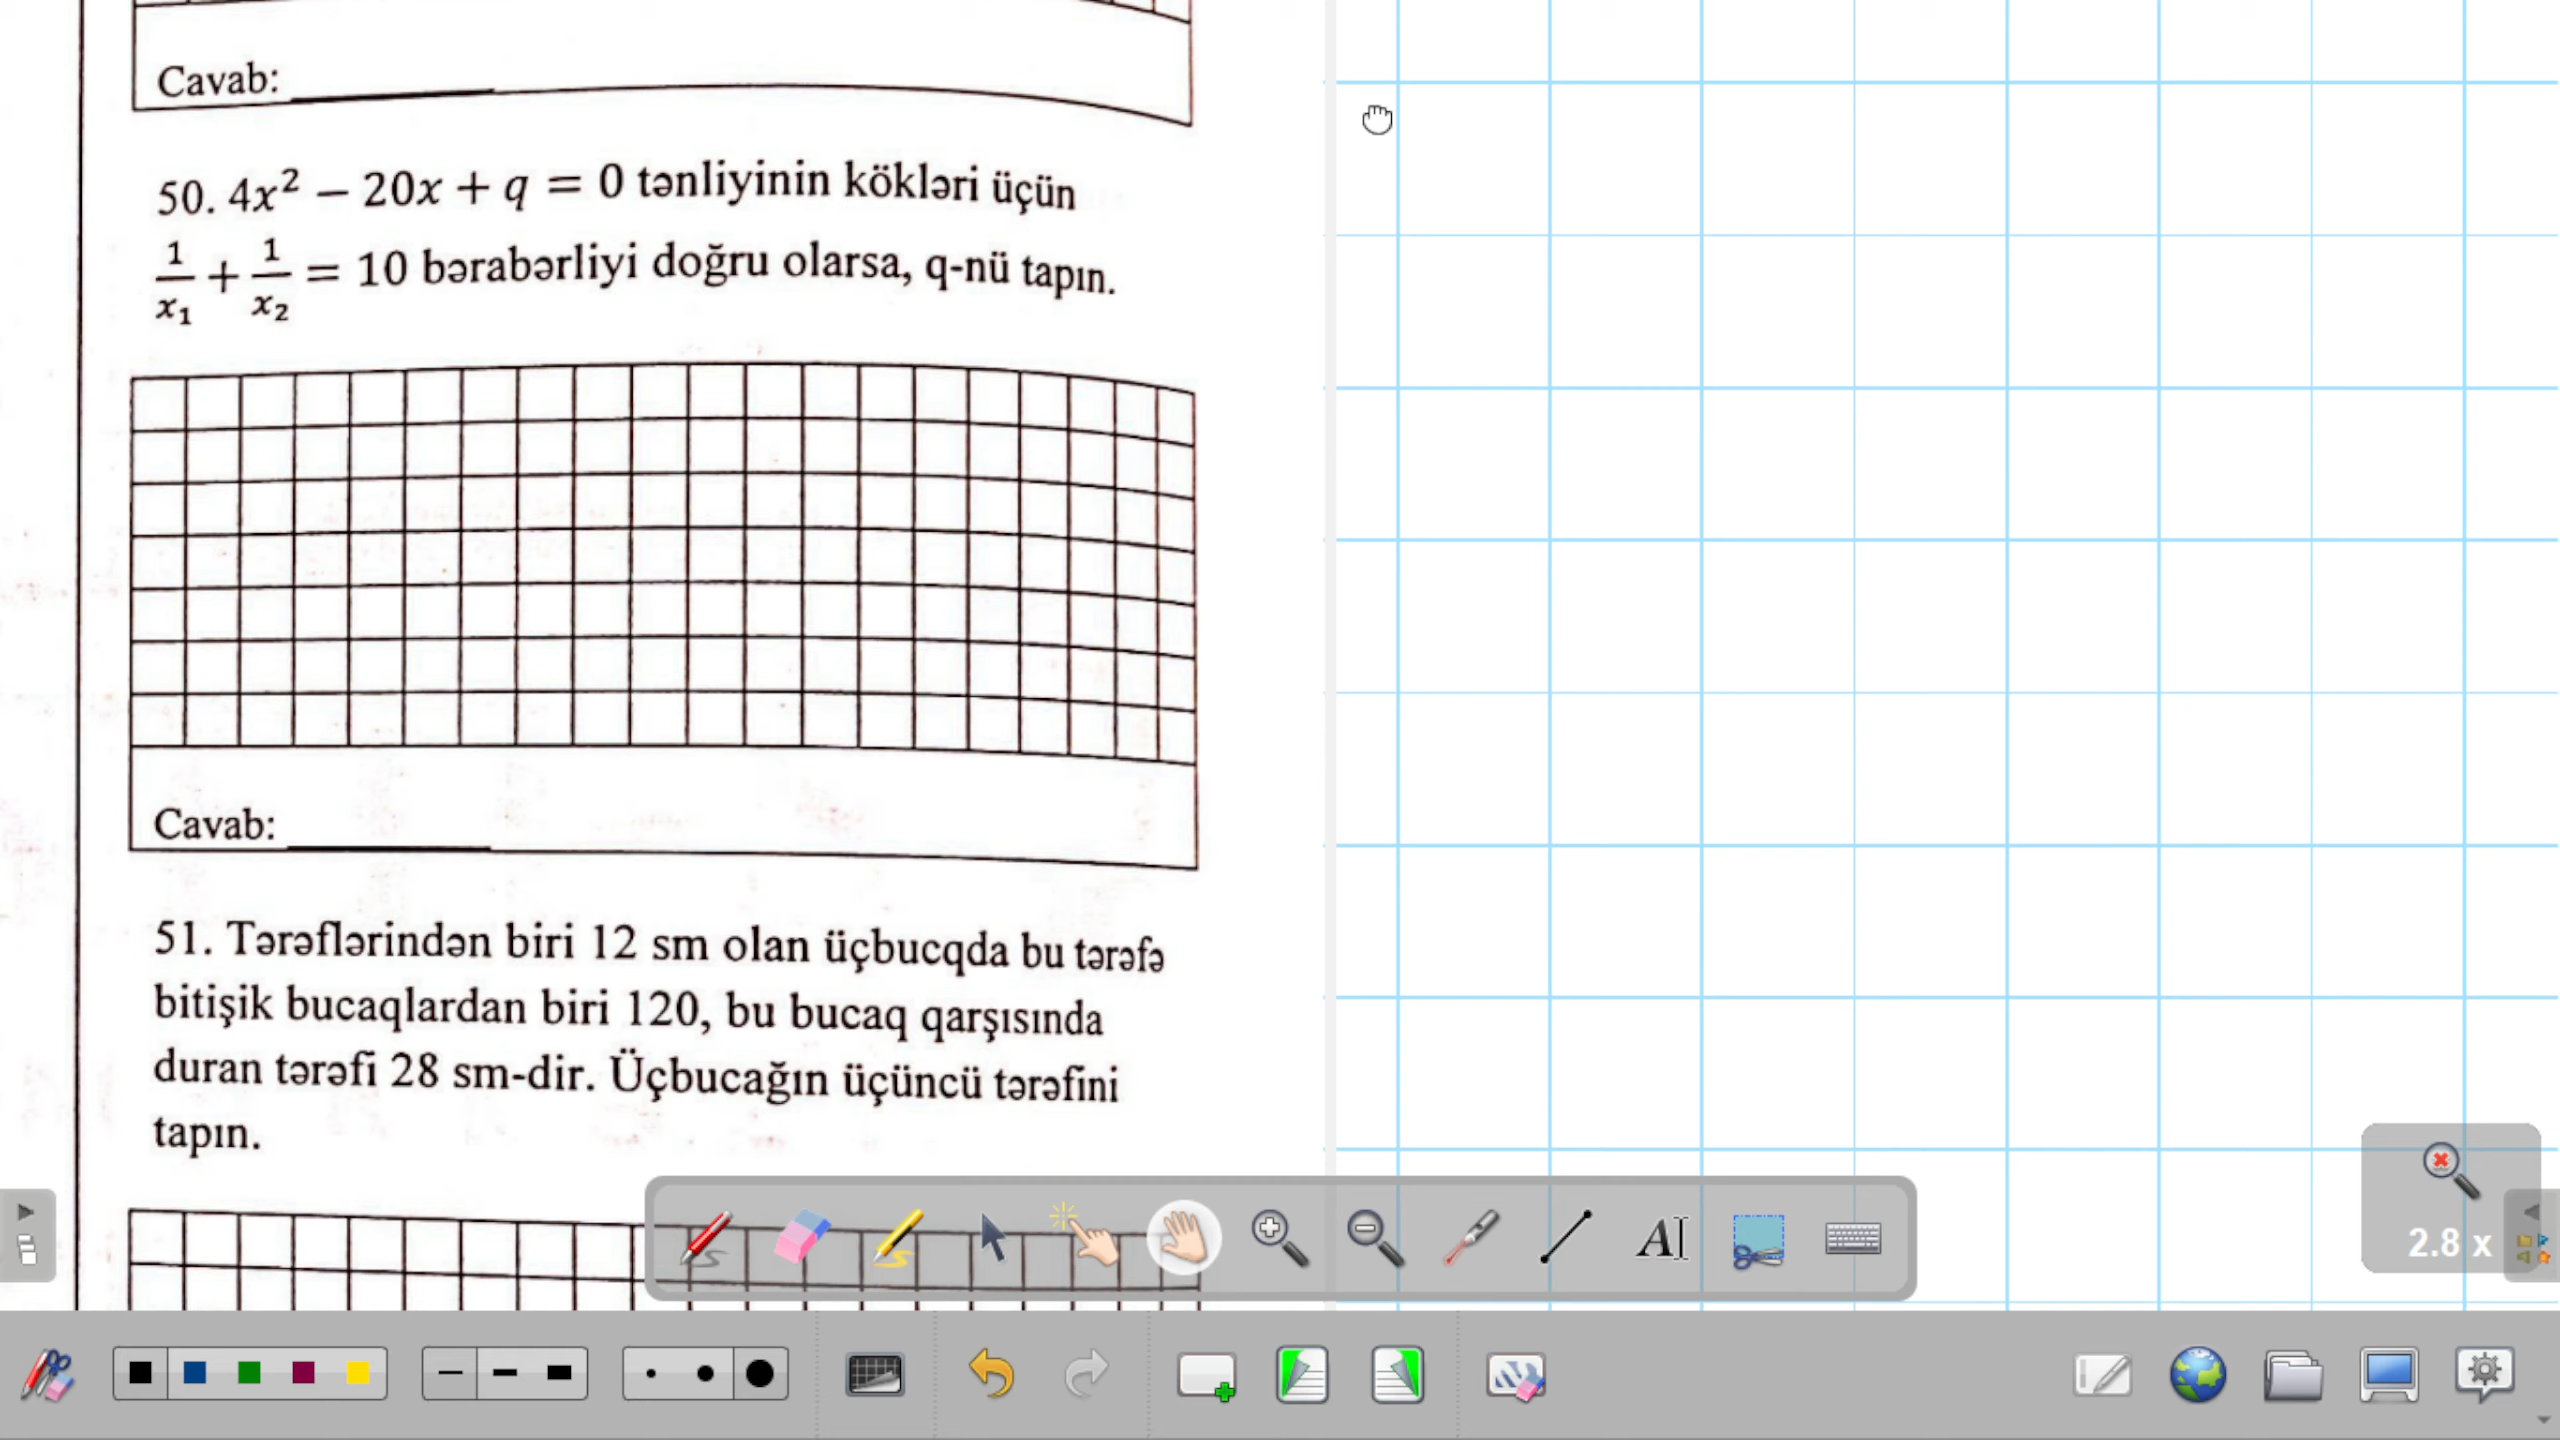 Cavab:
50. 4x² − 20x + q = 0 tənliyinin kökləri üçün
1/x₁ + 1/x₂ = 10 bərabərliyi doğru olarsa, q-nü tapın.
Cavab:
51. Tərəflərindən biri 12 sm olan üçbucqda bu tərəfə
bitişik bucaqlardan biri 120, bu bucaq qarşısında
duran tərəfi 28 sm-dir. Üçbucağın üçüncü tərəfini
tapın.
2.8 x